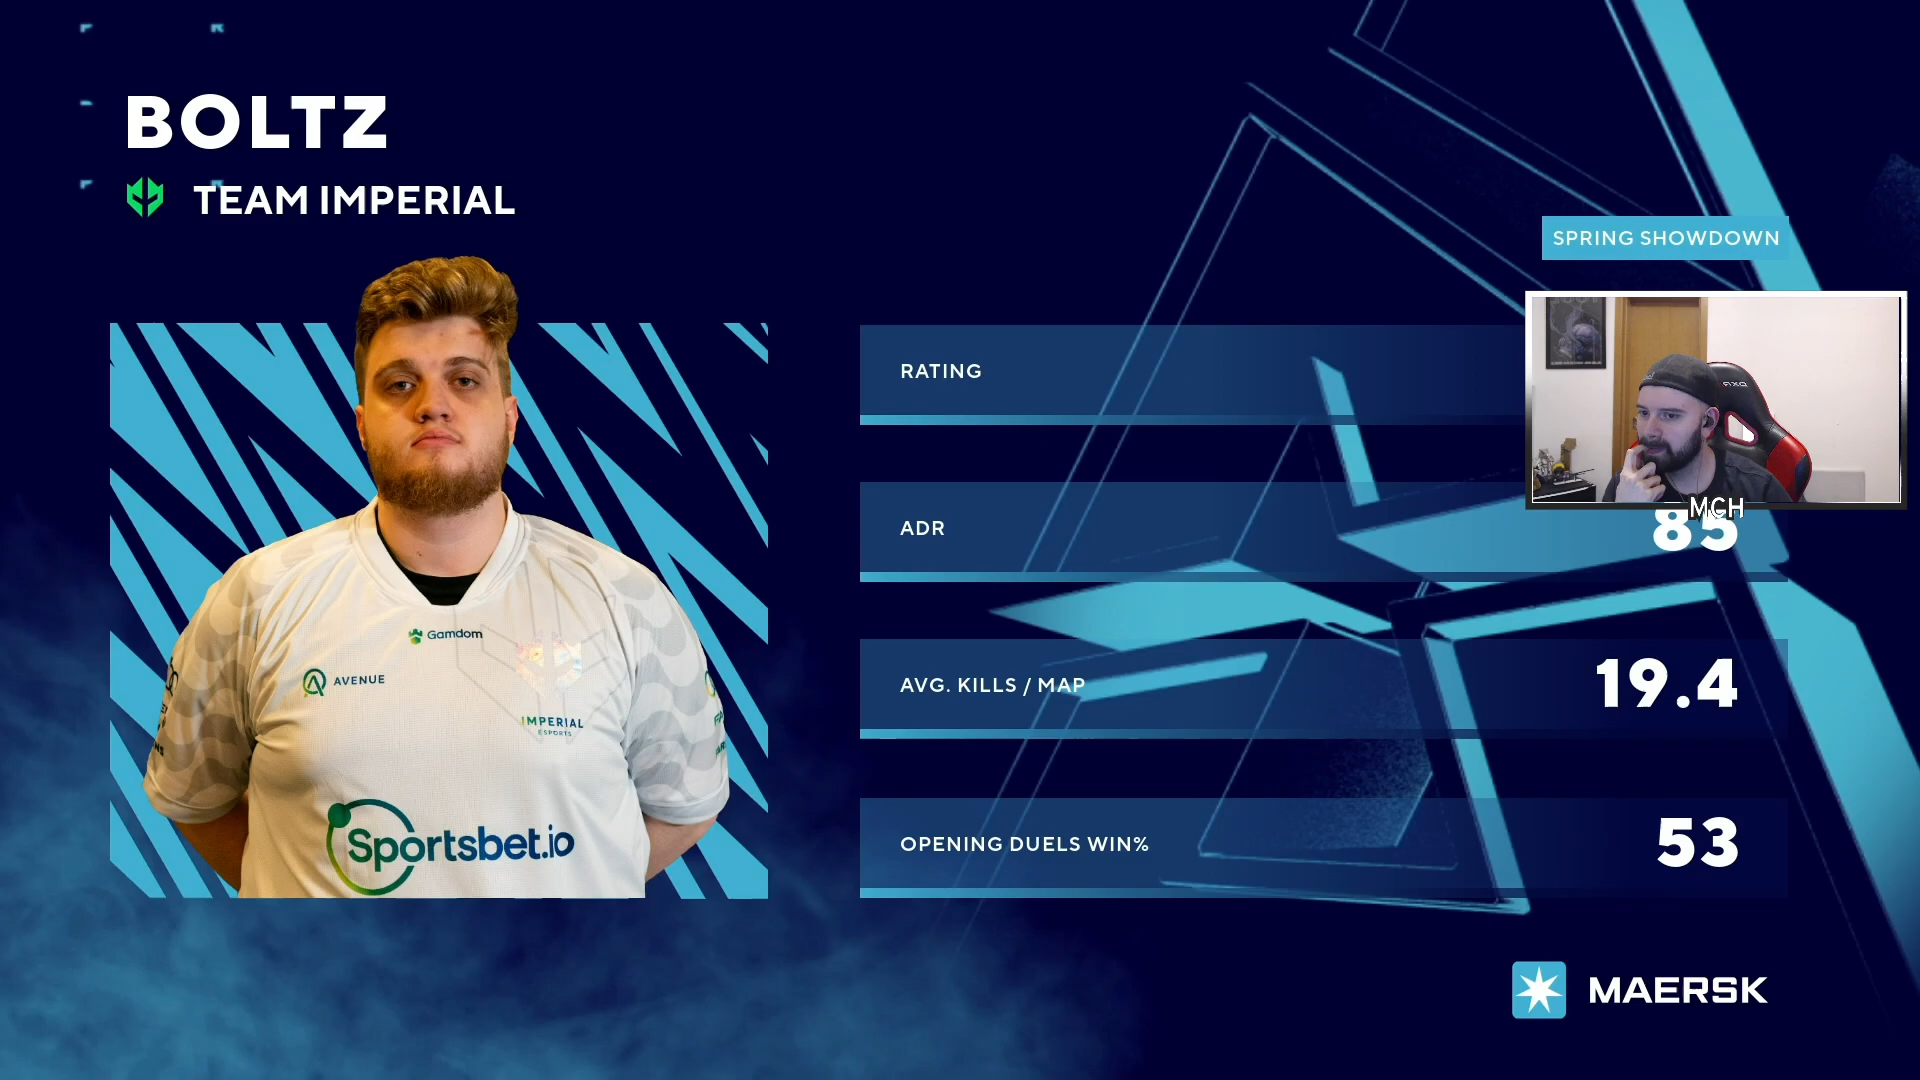 BOLTZ
TEAM IMPERIAL
SPRING SHOWDOWN
RATING
AXO
MCH
ADR
85
Gamdom
AVENUE
IMPERIAL
ESPORTS
AVG. KILLS / MAP
19.4
Sportsbet.io
OPENING DUELS WIN%
53
MAERSK